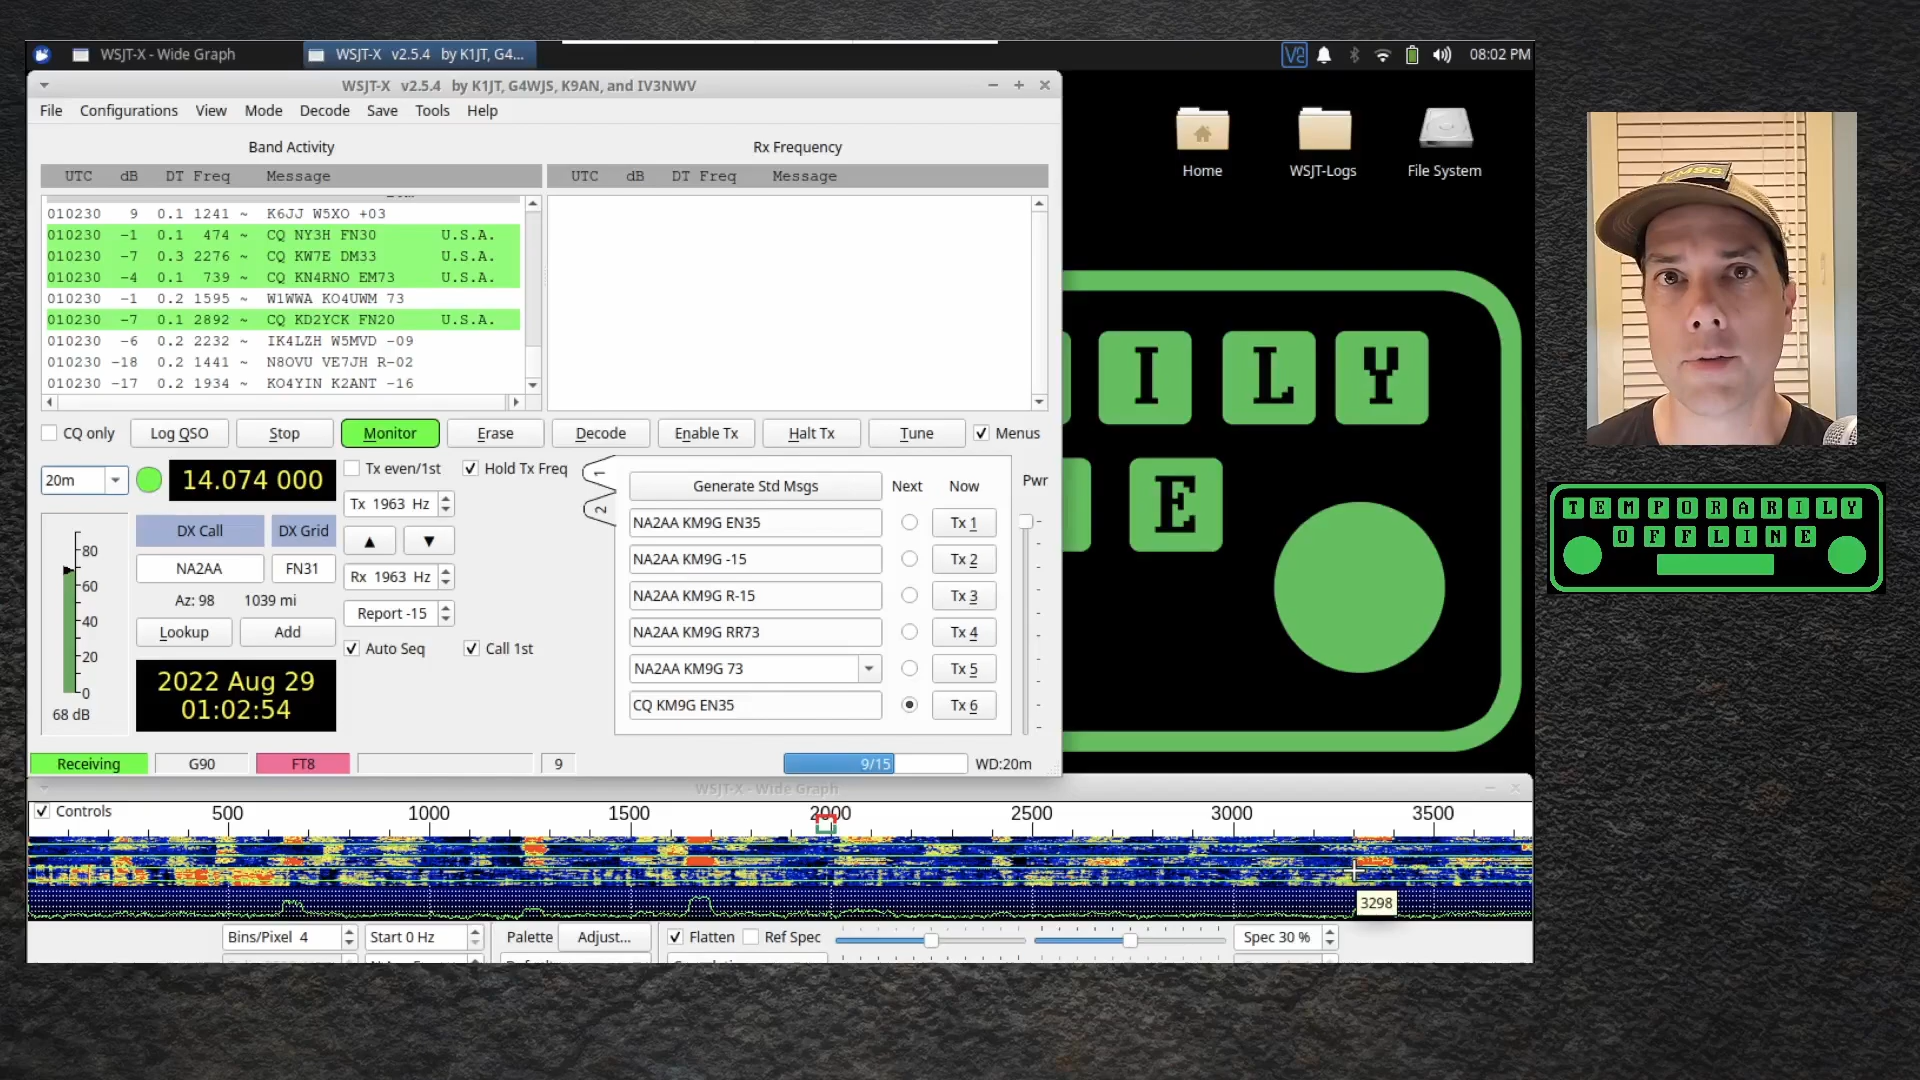 WSJT-X - Wide Graph
WSJT-X v2.5.4 by K1JT, G4...
08:02 PM
WSJT-X v2.5.4 by K1JT, G4WJS, K9AN, and IV3NWV
File Configurations View Mode Decode Save Tools Help
Band Activity
Rx Frequency
UTC dB DT Freq Message
UTC dB DT Freq Message
010230 9 0.1 1241 ~ K6JJ W5XO +03
010230 -1 0.1 474 ~ CQ NY3H FN30 U.S.A.
010230 -7 0.3 2276 ~ CQ KW7E DM33 U.S.A.
010230 -4 0.1 739 ~ CQ KN4RNO EM73 U.S.A.
010230 -1 0.2 1595 ~ W1WWA KO4UWM 73
010230 -7 0.1 2892 ~ CQ KD2YCK FN20 U.S.A.
010230 -6 0.2 2232 ~ IK4LZH W5MVD -09
010230 -18 0.2 1441 ~ N8OVU VE7JH R-02
010230 -17 0.2 1934 ~ KO4YIN K2ANT -16
CQ only Log QSO Stop Monitor Erase Decode Enable Tx Halt Tx Tune Menus
20m 14.074 000
Tx even/1st Hold Tx Freq
Tx 1963 Hz
DX Call DX Grid
NA2AA FN31
Rx 1963 Hz
Az: 98 1039 mi
Report -15
Lookup Add
Auto Seq Call 1st
2022 Aug 29
01:02:54
80
60
40
20
0
68 dB
1
2
Generate Std Msgs Next Now Pwr
NA2AA KM9G EN35 Tx 1
NA2AA KM9G -15 Tx 2
NA2AA KM9G R-15 Tx 3
NA2AA KM9G RR73 Tx 4
NA2AA KM9G 73 Tx 5
CQ KM9G EN35 Tx 6
Receiving G90 FT8 9 9/15 WD:20m
WSJT-X - Wide Graph
Controls 500 1000 1500 2000 2500 3000 3500
3298
Bins/Pixel 4 Start 0 Hz Palette Adjust... Flatten Ref Spec Spec 30 %
Home WSJT-Logs File System
I L Y
E
KM9G
TEMPORARILY
OFFLINE